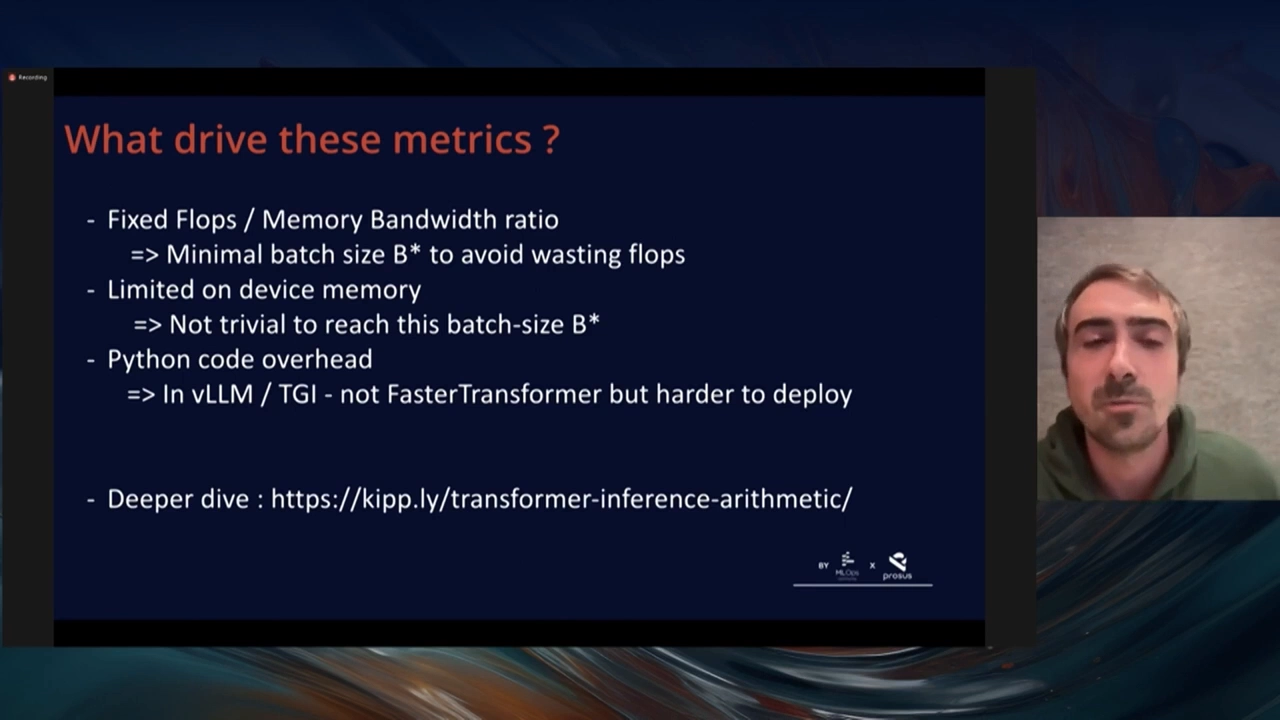 Recording
What drive these metrics ?
- Fixed Flops / Memory Bandwidth ratio
=> Minimal batch size B* to avoid wasting flops
- Limited on device memory
=> Not trivial to reach this batch-size B*
- Python code overhead
=> In vLLM / TGI - not FasterTransformer but harder to deploy
- Deeper dive : https://kipp.ly/transformer-inference-arithmetic/
BY MLOps x prosus